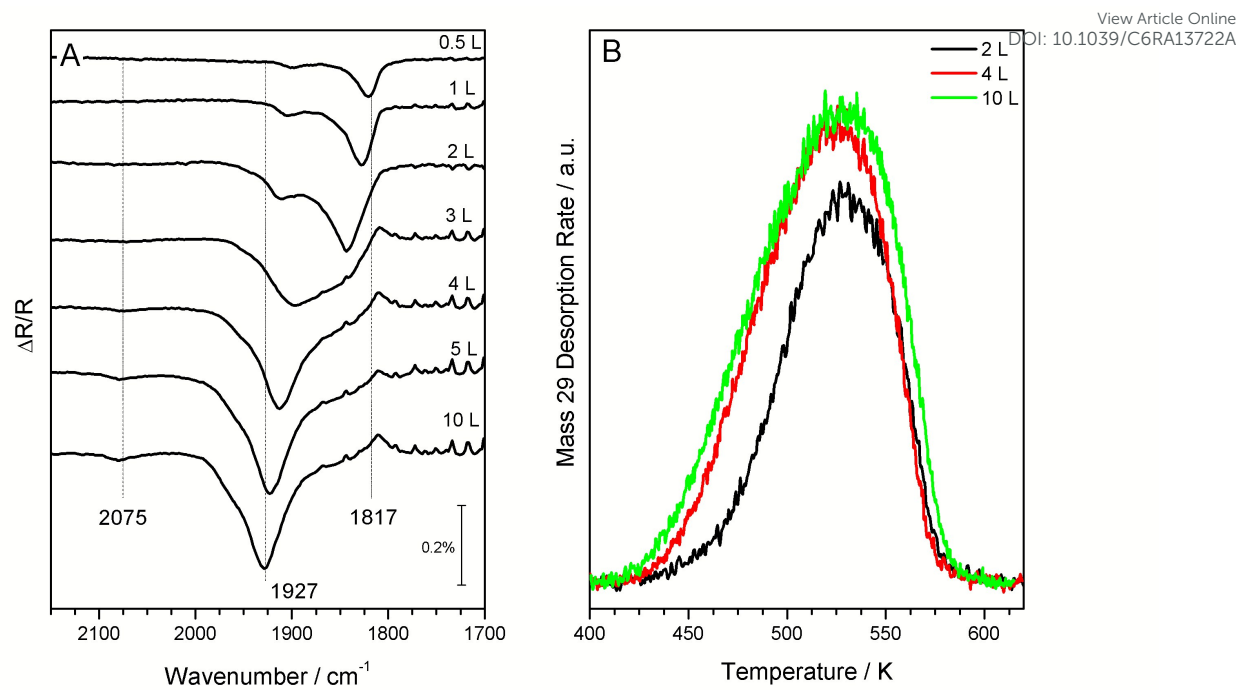 View Article Online
DOI: 10.1039/C6RA13722A
A
0.5 L
1 L
2 L
3 L
4 L
5 L
10 L
2075
1817
0.2%
1927
ΔR/R
2100
2000
1900
1800
1700
Wavenumber / cm⁻¹
B
2 L
4 L
10 L
Mass 29 Desorption Rate / a.u.
400
450
500
550
600
Temperature / K